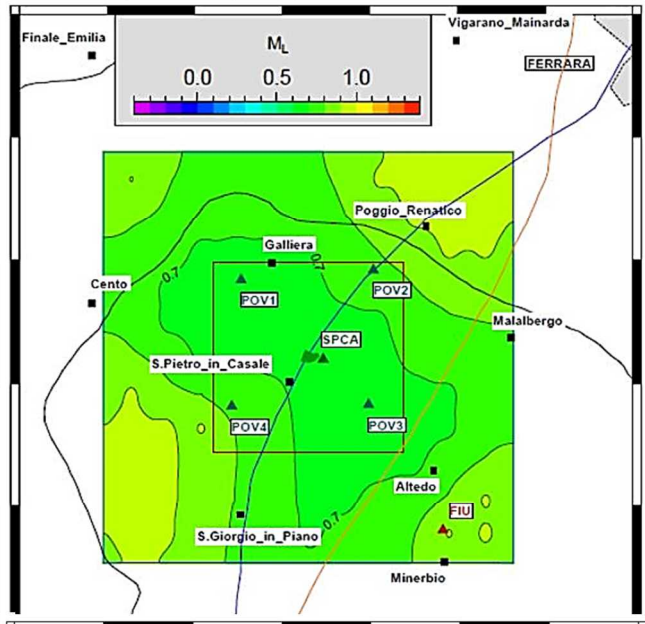 Finale_Emilia
Vigarano_Mainarda
M_L
FERRARA
0.0 0.5 1.0
Poggio_Renatico
Galliera
0.7
0.7
Cento
POV1
POV2
Malalbergo
SPCA
S.Pietro_in_Casale
POV4
POV3
Altedo
FIU
0.7
S.Giorgio_in_Piano
Minerbio